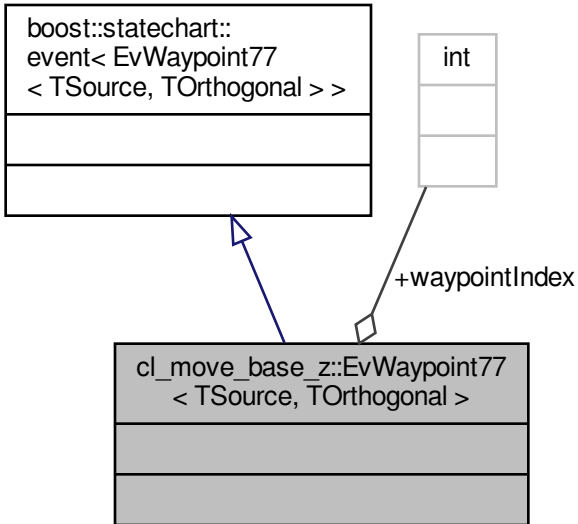 boost::statechart::
event< EvWaypoint77
< TSource, TOrthogonal > >
int
+waypointIndex
cl_move_base_z::EvWaypoint77
< TSource, TOrthogonal >